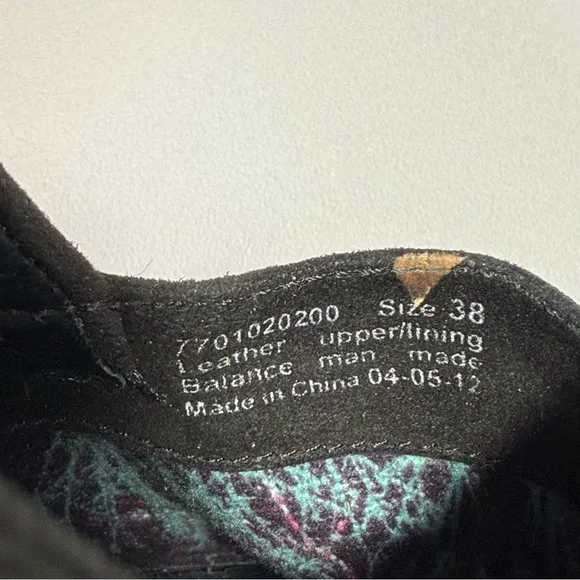 7701020200 Size 38
Leather upper/lining
Balance man made
Made in China 04-05-12